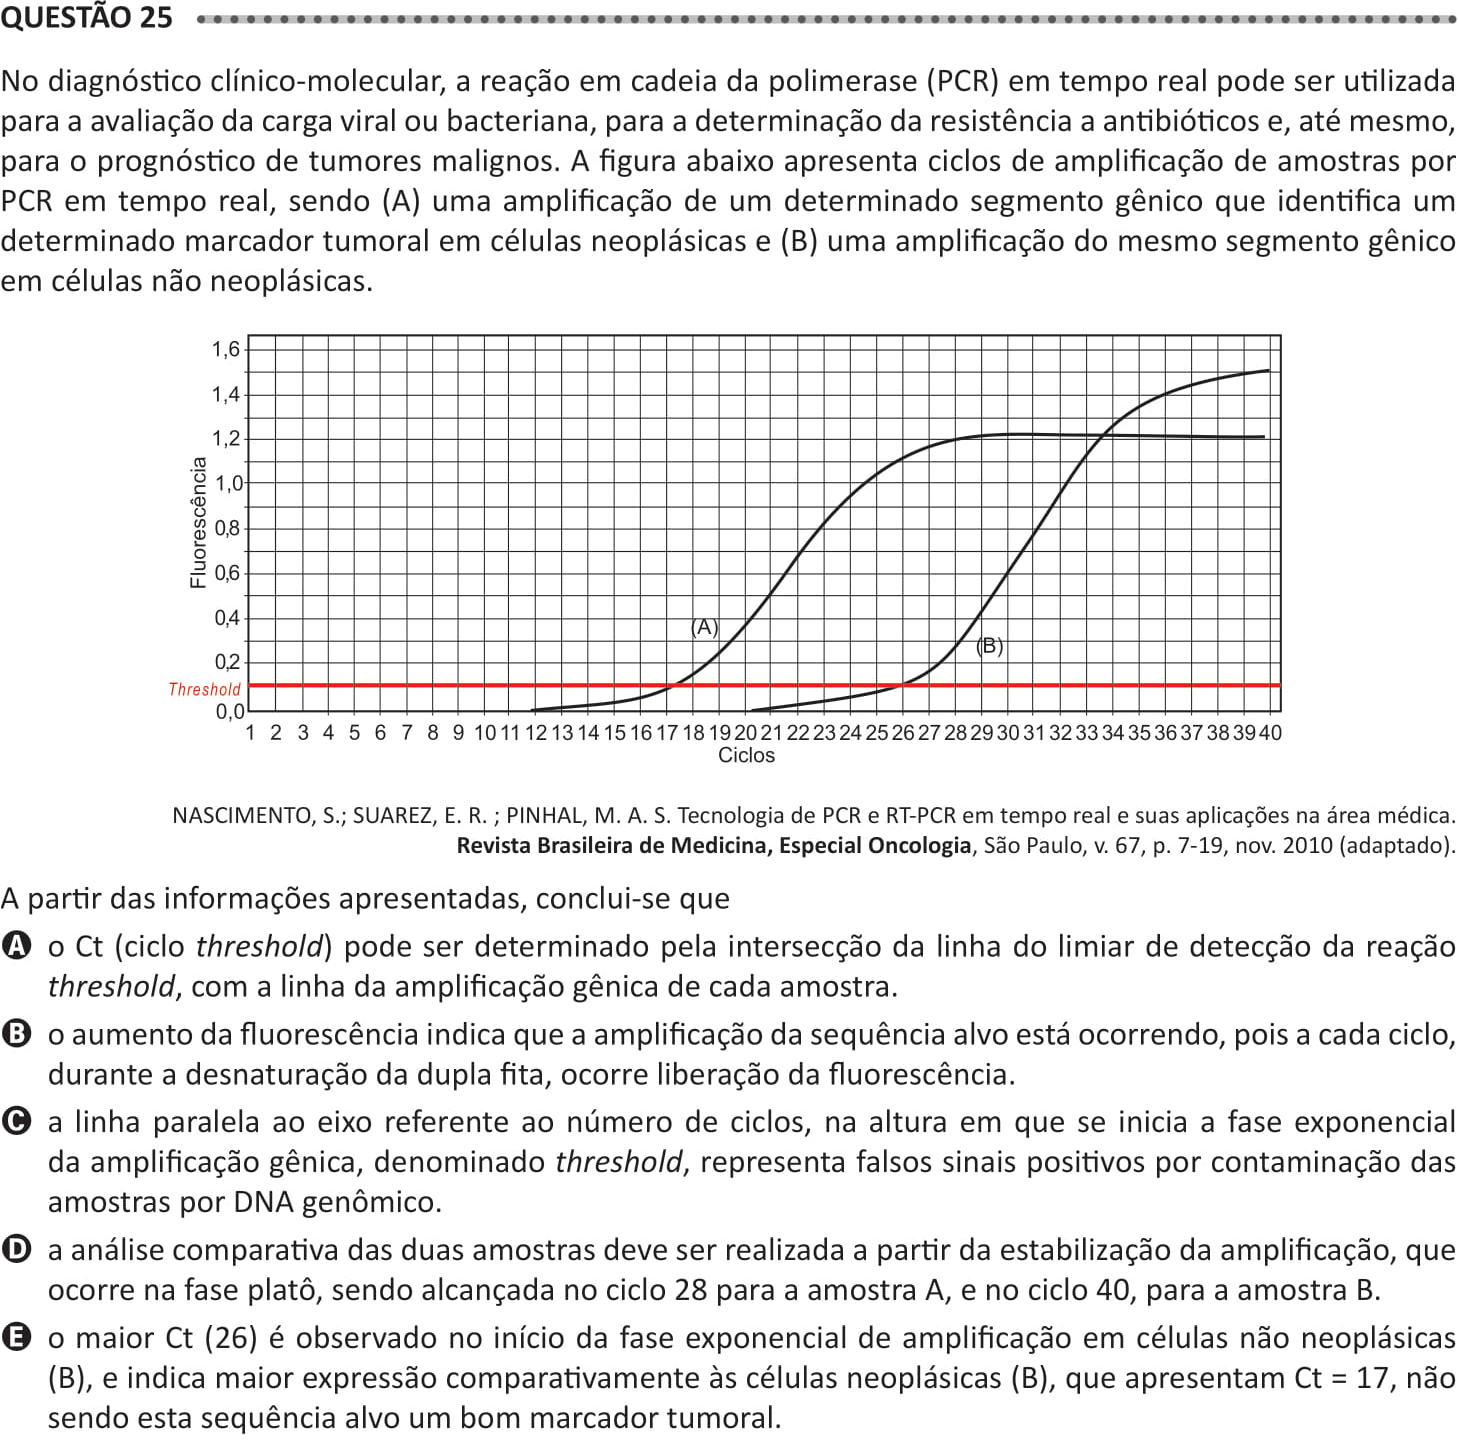 QUESTÃO 25
No diagnóstico clínico-molecular, a reação em cadeia da polimerase (PCR) em tempo real pode ser utilizada
para a avaliação da carga viral ou bacteriana, para a determinação da resistência a antibióticos e, até mesmo,
para o prognóstico de tumores malignos. A figura abaixo apresenta ciclos de amplificação de amostras por
PCR em tempo real, sendo (A) uma amplificação de um determinado segmento gênico que identifica um
determinado marcador tumoral em células neoplásicas e (B) uma amplificação do mesmo segmento gênico
em células não neoplásicas.
1,6
1,4
1,2
1,0
0,8
0,6
0,4
0,2
0,0
Fluorescência
Threshold
(A)
(B)
1 2 3 4 5 6 7 8 9 10 11 12 13 14 15 16 17 18 19 20 21 22 23 24 25 26 27 28 29 30 31 32 33 34 35 36 37 38 39 40
Ciclos
NASCIMENTO, S.; SUAREZ, E. R. ; PINHAL, M. A. S. Tecnologia de PCR e RT-PCR em tempo real e suas aplicações na área médica.
Revista Brasileira de Medicina, Especial Oncologia, São Paulo, v. 67, p. 7-19, nov. 2010 (adaptado).
A partir das informações apresentadas, conclui-se que
A o Ct (ciclo threshold) pode ser determinado pela intersecção da linha do limiar de detecção da reação
threshold, com a linha da amplificação gênica de cada amostra.
B o aumento da fluorescência indica que a amplificação da sequência alvo está ocorrendo, pois a cada ciclo,
durante a desnaturação da dupla fita, ocorre liberação da fluorescência.
C a linha paralela ao eixo referente ao número de ciclos, na altura em que se inicia a fase exponencial
da amplificação gênica, denominado threshold, representa falsos sinais positivos por contaminação das
amostras por DNA genômico.
D a análise comparativa das duas amostras deve ser realizada a partir da estabilização da amplificação, que
ocorre na fase platô, sendo alcançada no ciclo 28 para a amostra A, e no ciclo 40, para a amostra B.
E o maior Ct (26) é observado no início da fase exponencial de amplificação em células não neoplásicas
(B), e indica maior expressão comparativamente às células neoplásicas (B), que apresentam Ct = 17, não
sendo esta sequência alvo um bom marcador tumoral.